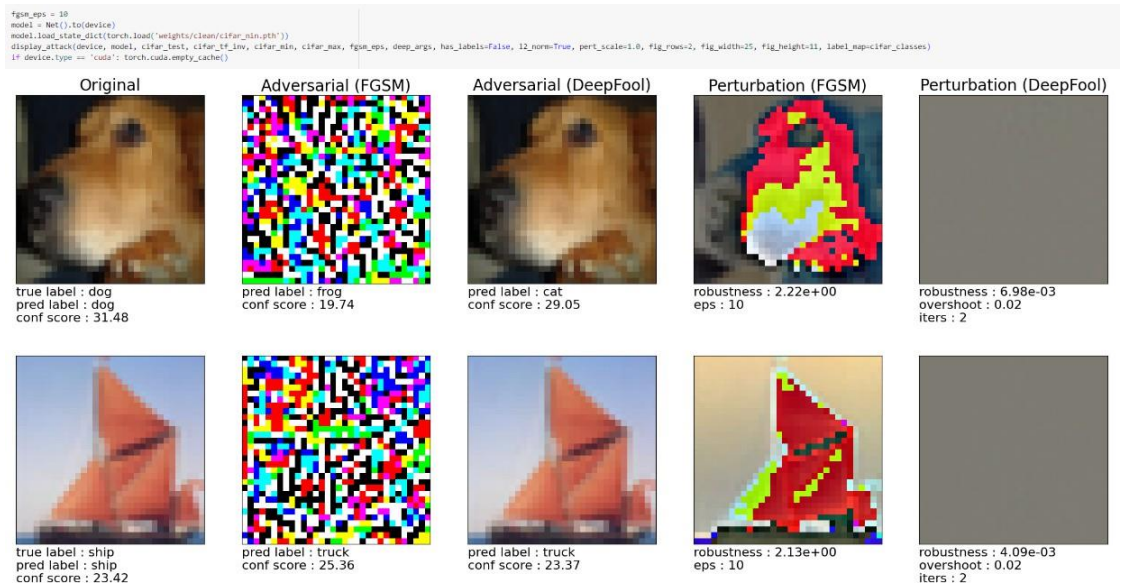 fgsm_eps = 10
model = Net().to(device)
model.load_state_dict(torch.load('weights/clean/cifar_nin.pth'))
display_attack(device, model, cifar_test, cifar_tf_inv, cifar_min, cifar_max, fgsm_eps, deep_args, has_labels=False, l2_norm=True, pert_scale=1.0, fig_rows=2, fig_width=25, fig_height=11, label_map=cifar_classes)
if device.type == 'cuda': torch.cuda.empty_cache()
Original Adversarial (FGSM) Adversarial (DeepFool) Perturbation (FGSM) Perturbation (DeepFool)
true label : dog pred label : frog pred label : cat robustness : 2.22e+00 robustness : 6.98e-03
pred label : dog conf score : 19.74 conf score : 29.05 eps : 10 overshoot : 0.02
conf score : 31.48 iters : 2
true label : ship pred label : truck pred label : truck robustness : 2.13e+00 robustness : 4.09e-03
pred label : ship conf score : 25.36 conf score : 23.37 eps : 10 overshoot : 0.02
conf score : 23.42 iters : 2